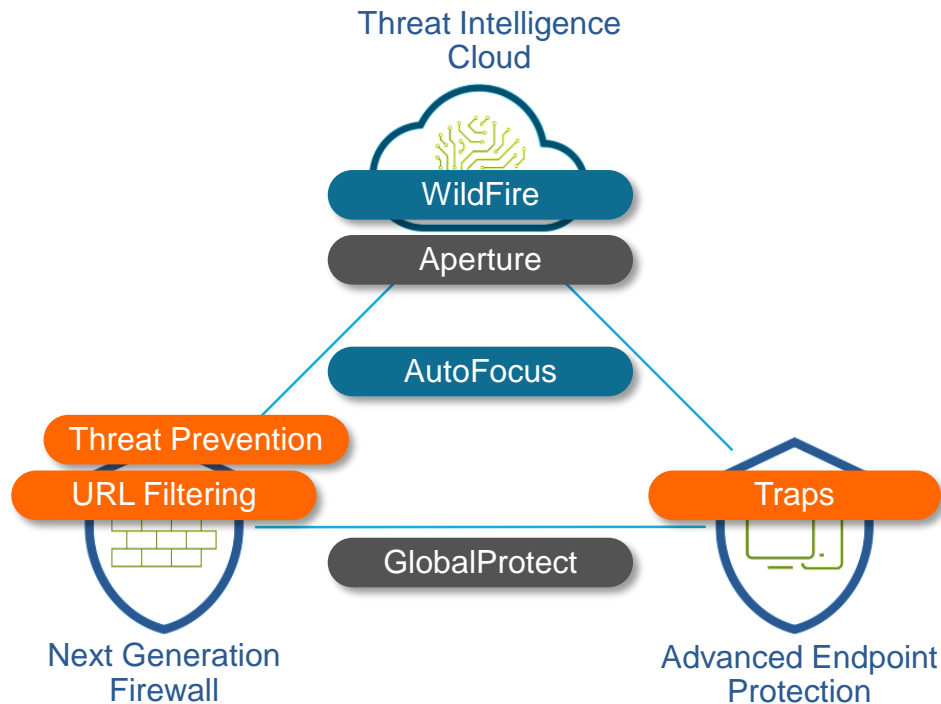 Threat Intelligence
Cloud
WildFire
Aperture
AutoFocus
Threat Prevention
URL Filtering
Traps
GlobalProtect
Next Generation
Firewall
Advanced Endpoint
Protection